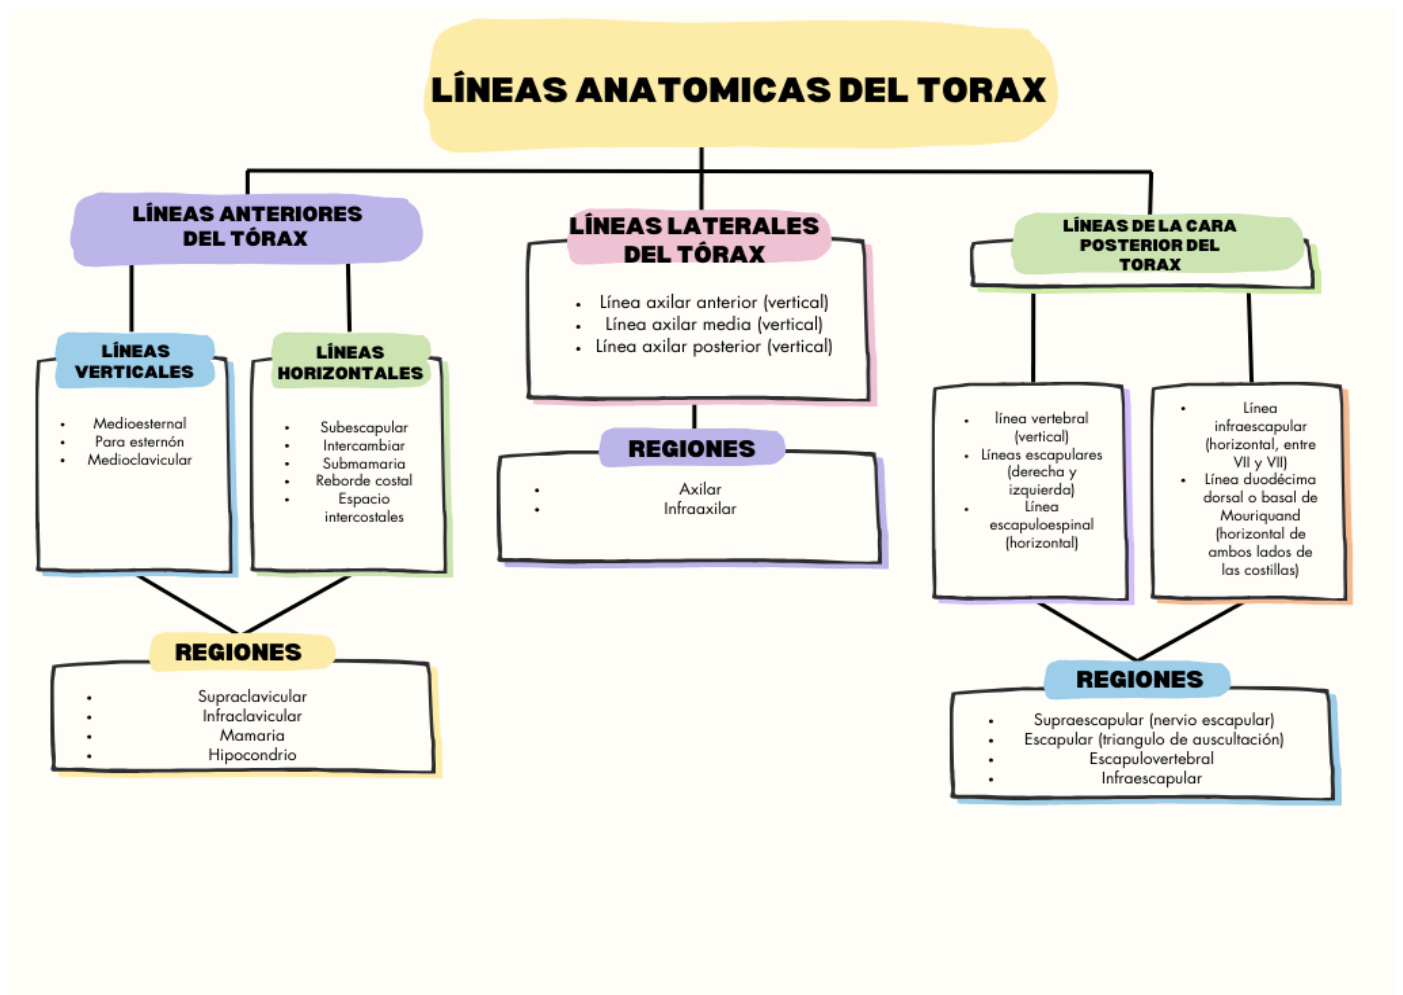 LÍNEAS ANATOMICAS DEL TORAX
LÍNEAS ANTERIORES
DEL TÓRAX
LÍNEAS
VERTICALES
• Medioesternal
• Para esternón
• Medioclavicular
LÍNEAS
HORIZONTALES
• Subescapular
• Intercambiar
• Submamaria
• Reborde costal
• Espacio
intercostales
REGIONES
• Supraclavicular
• Infraclavicular
• Mamaria
• Hipocondrio
LÍNEAS LATERALES
DEL TÓRAX
• Línea axilar anterior (vertical)
• Línea axilar media (vertical)
• Línea axilar posterior (vertical)
REGIONES
• Axilar
• Infraaxilar
LÍNEAS DE LA CARA
POSTERIOR DEL
TORAX
• línea vertebral
(vertical)
• Líneas escapulares
(derecha y
izquierda)
• Línea
escapuloespinal
(horizontal)
• Línea
infraescapular
(horizontal, entre
VII y VII)
• Línea duodécima
dorsal o basal de
Mouriquand
(horizontal de
ambos lados de
las costillas)
REGIONES
• Supraescapular (nervio escapular)
• Escapular (triangulo de auscultación)
• Escapulovertebral
• Infraescapular